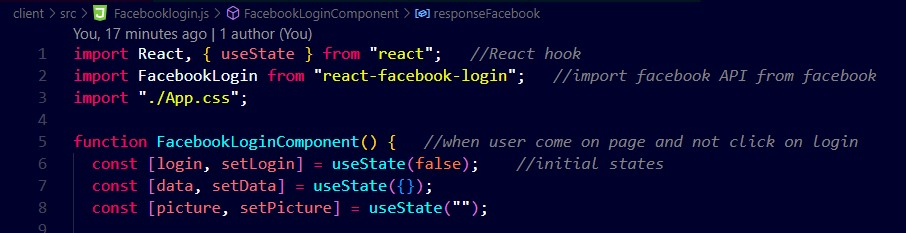 client > src > Facebooklogin.js > FacebookLoginComponent > responseFacebook
You, 17 minutes ago | 1 author (You)
1 import React, { useState } from "react"; //React hook
2 import FacebookLogin from "react-facebook-login"; //import facebook API from facebook
3 import "./App.css";
4
5 function FacebookLoginComponent() { //when user come on page and not click on login
6 const [login, setLogin] = useState(false); //initial states
7 const [data, setData] = useState({});
8 const [picture, setPicture] = useState("");
9